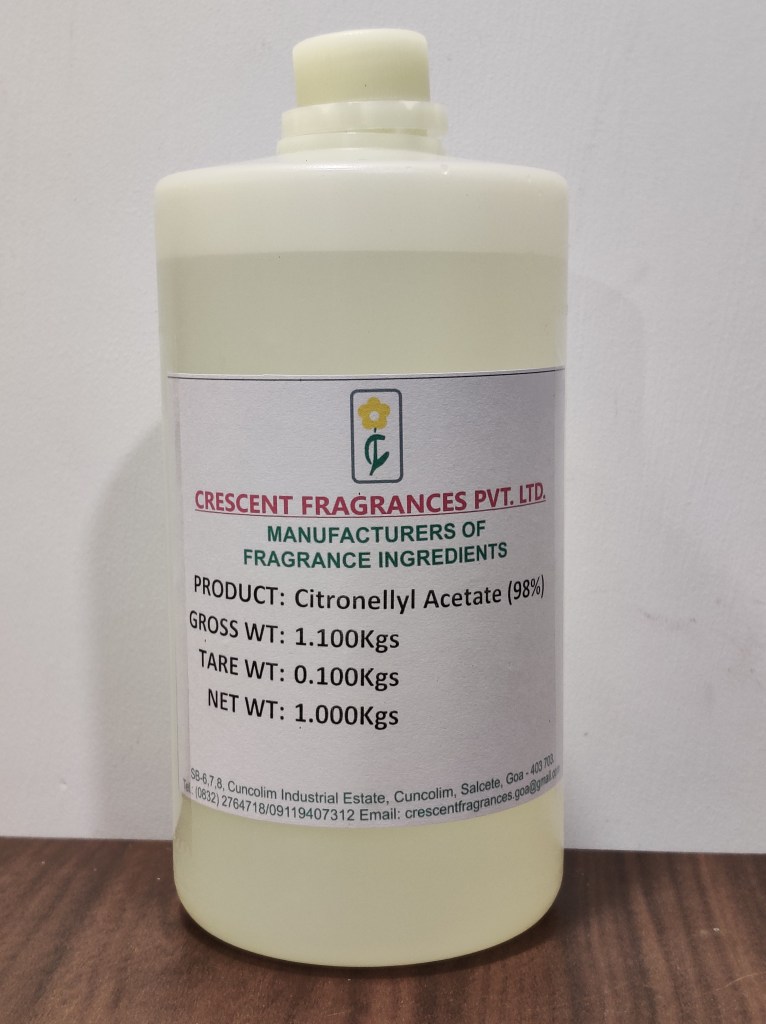 CRESCENT FRAGRANCES PVT. LTD.
MANUFACTURERS OF
FRAGRANCE INGREDIENTS
PRODUCT: Citronellyl Acetate (98%)
GROSS WT: 1.100Kgs
TARE WT: 0.100Kgs
NET WT: 1.000Kgs
SB-6,7,8, Cuncolim Industrial Estate, Cuncolim, Salcete, Goa - 403 703.
Tel.: (0832) 2764718/09119407312 Email: crescentfragrances.goa@gmail.com